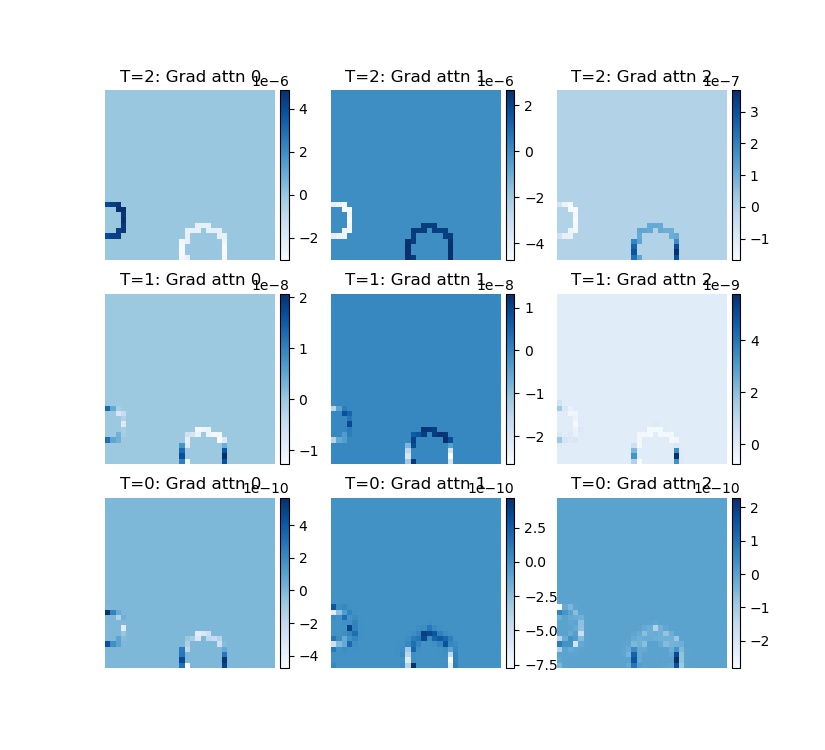 T=2: Grad attn 0
1e−6
T=2: Grad attn 1
1e−6
T=2: Grad attn 2
1e−7
4
2
0
−2
2
0
−2
−4
3
2
1
0
−1
T=1: Grad attn 0
1e−8
T=1: Grad attn 1
1e−8
T=1: Grad attn 2
1e−9
2
1
0
−1
1
0
−1
−2
4
2
0
T=0: Grad attn 0
1e−10
T=0: Grad attn 1
1e−10
T=0: Grad attn 2
1e−10
4
2
0
−2
−4
2.5
0.0
−2.5
−5.0
−7.5
2
1
0
−1
−2